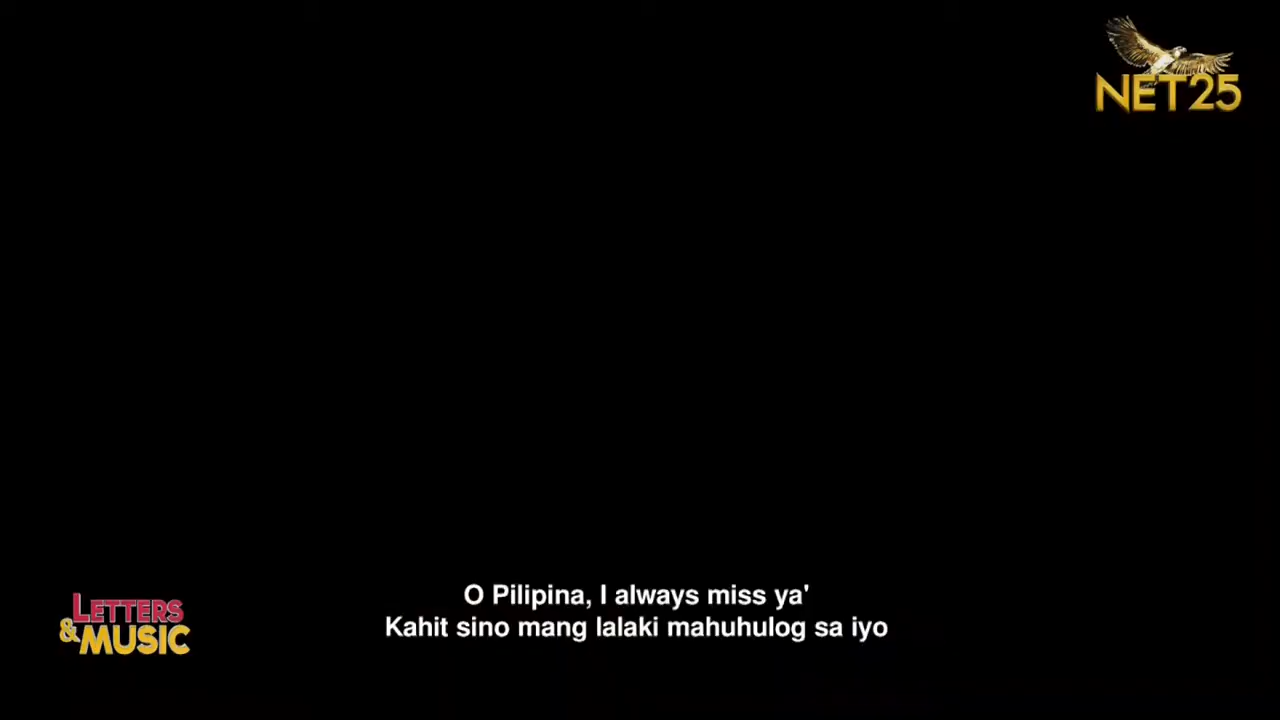 NET25
O Pilipina, I always miss ya'
Kahit sino mang lalaki mahuhulog sa iyo
LETTERS
& MUSIC